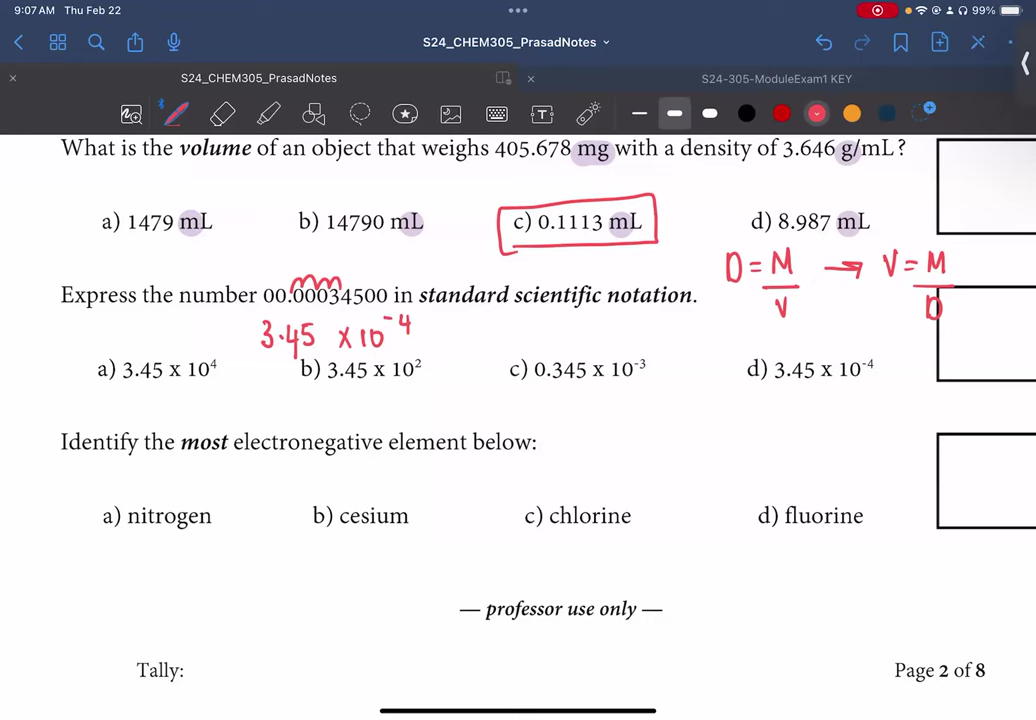 9:07 AM Thu Feb 22 99%
S24_CHEM305_PrasadNotes
S24_CHEM305_PrasadNotes S24-305-ModuleExam1 KEY
What is the volume of an object that weighs 405.678 mg with a density of 3.646 g/mL?
a) 1479 mL b) 14790 mL c) 0.1113 mL d) 8.987 mL
D = M/V → V = M/D
Express the number 00.00034500 in standard scientific notation.
3.45 x 10⁻⁴
a) 3.45 x 10⁴ b) 3.45 x 10² c) 0.345 x 10⁻³ d) 3.45 x 10⁻⁴
Identify the most electronegative element below:
a) nitrogen b) cesium c) chlorine d) fluorine
— professor use only —
Tally: Page 2 of 8